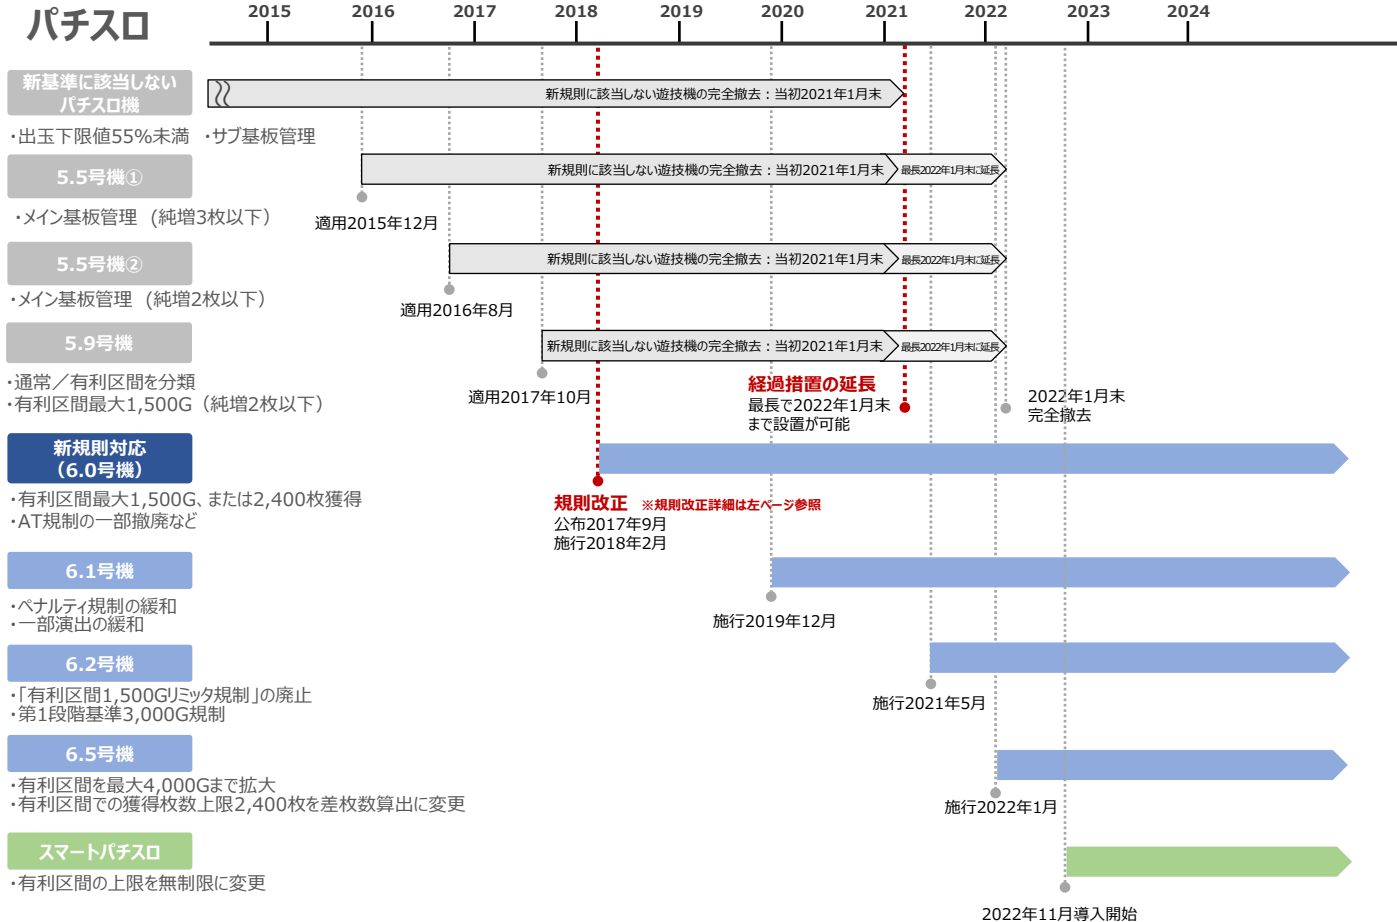 パチスロ
2015 2016 2017 2018 2019 2020 2021 2022 2023 2024
新基準に該当しない
パチスロ機
新規則に該当しない遊技機の完全撤去：当初2021年1月末
・出玉下限値55%未満 ・サブ基板管理
5.5号機①
新規則に該当しない遊技機の完全撤去：当初2021年1月末
最長2022年1月末に延長
・メイン基板管理 (純増3枚以下)
適用2015年12月
5.5号機②
新規則に該当しない遊技機の完全撤去：当初2021年1月末
最長2022年1月末に延長
・メイン基板管理 (純増2枚以下)
適用2016年8月
5.9号機
新規則に該当しない遊技機の完全撤去：当初2021年1月末
最長2022年1月末に延長
・通常／有利区間を分類
・有利区間最大1,500G (純増2枚以下)
適用2017年10月
経過措置の延長
最長で2022年1月末
まで設置が可能
2022年1月末
完全撤去
新規則対応
（6.0号機）
・有利区間最大1,500G、または2,400枚獲得
・AT規制の一部撤廃など
規則改正 ※規則改正詳細は左ページ参照
公布2017年9月
施行2018年2月
6.1号機
・ペナルティ規制の緩和
・一部演出の緩和
施行2019年12月
6.2号機
・「有利区間1,500Gリミッタ規制」の廃止
・第1段階基準3,000G規制
施行2021年5月
6.5号機
・有利区間を最大4,000Gまで拡大
・有利区間での獲得枚数上限2,400枚を差枚数算出に変更
施行2022年1月
スマートパチスロ
・有利区間の上限を無制限に変更
2022年11月導入開始